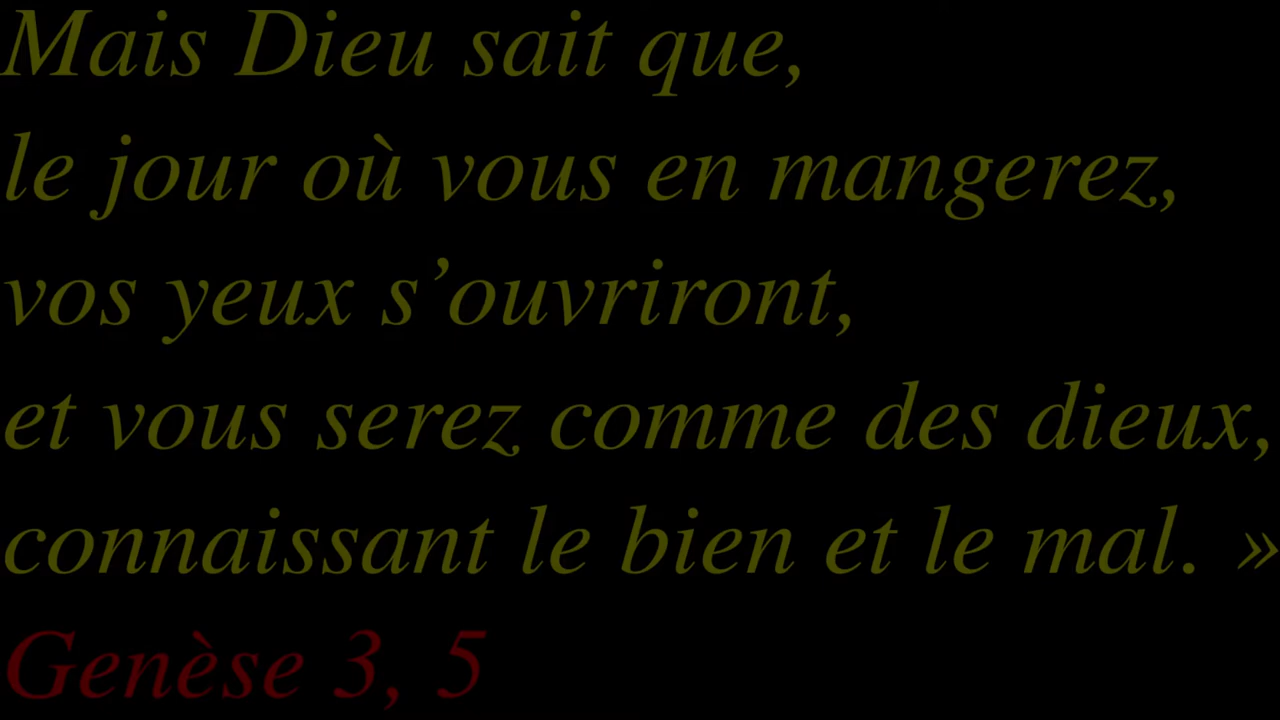 Mais Dieu sait que,
le jour où vous en mangerez,
vos yeux s’ouvriront,
et vous serez comme des dieux,
connaissant le bien et le mal. »
Genèse 3, 5